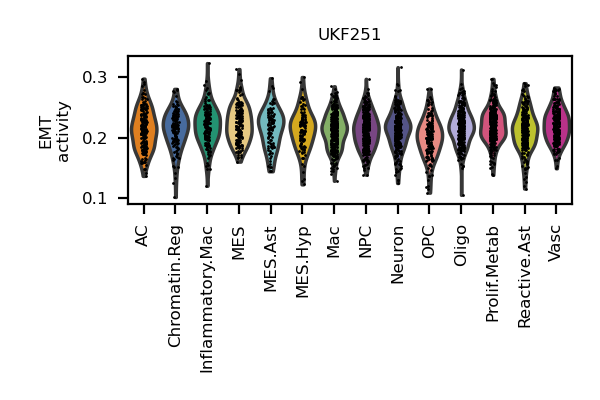 UKF251
EMT
activity
0.3
0.2
0.1
AC
Chromatin.Reg
Inflammatory.Mac
MES
MES.Ast
MES.Hyp
Mac
NPC
Neuron
OPC
Oligo
Prolif.Metab
Reactive.Ast
Vasc